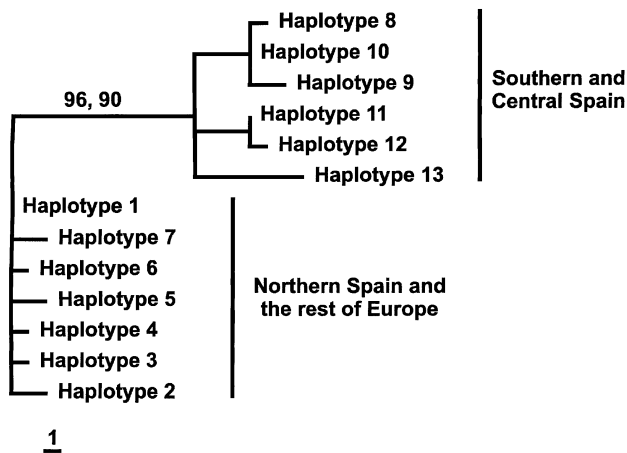 Haplotype 8
Haplotype 10
Haplotype 9
Southern and
Central Spain
96, 90
Haplotype 11
Haplotype 12
Haplotype 13
Haplotype 1
Haplotype 7
Haplotype 6
Haplotype 5
Northern Spain and
the rest of Europe
Haplotype 4
Haplotype 3
Haplotype 2
1